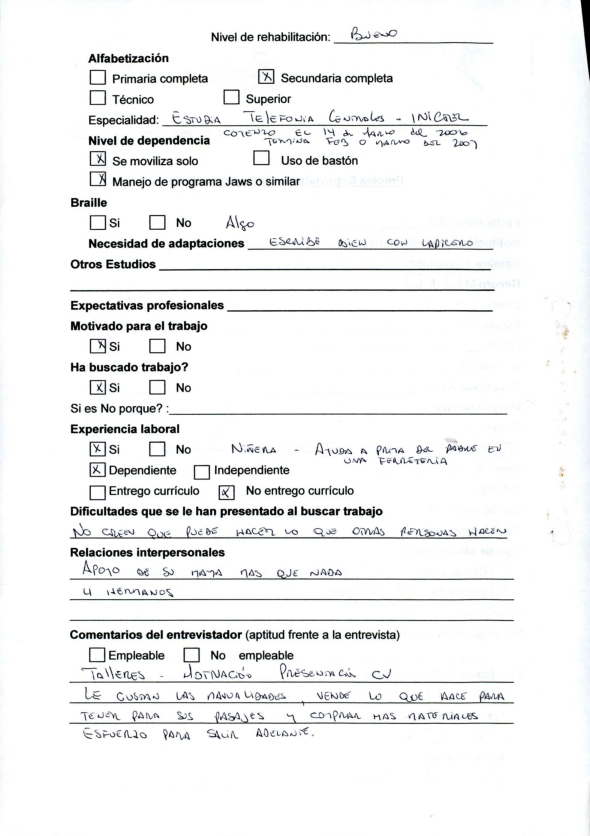 Nivel de rehabilitación: BUENO
Alfabetización
☐ Primaria completa ☒ Secundaria completa
☐ Técnico ☐ Superior
Especialidad: ESTUDIA TELEFONIA CENTRALES - INICTEL
COMENZO EL 14 de MARZO DEL 2006
Nivel de dependencia TERMINA FEB O MARZO DEL 2007
☒ Se moviliza solo ☐ Uso de bastón
☒ Manejo de programa Jaws o similar
Braille
☐ Si ☐ No Algo
Necesidad de adaptaciones ESCRIBE BIEN CON LAPICERO
Otros Estudios
Expectativas profesionales
Motivado para el trabajo
☒ Si ☐ No
Ha buscado trabajo?
☒ Si ☐ No
Si es No porque? :
Experiencia laboral
☒ Si ☐ No NIÑERA - AYUDA A PRIMA DEL PADRE EN
UNA FERRETERIA
☒ Dependiente ☐ Independiente
☐ Entrego currículo ☒ No entrego currículo
Dificultades que se le han presentado al buscar trabajo
NO CREEN QUE PUEDE HACER LO QUE OTRAS PERSONAS HACEN
Relaciones interpersonales
APOYO DE SU MAMA MAS QUE NADA
4 HERMANOS
Comentarios del entrevistador (aptitud frente a la entrevista)
☐ Empleable ☐ No empleable
TALLERES - MOTIVACIÓN PRESENTACIÓN CV
LE GUSTAN LAS MANUALIDADES, VENDE LO QUE HACE PARA
TENER PARA SUS PASAJES Y COMPRAR MAS MATERIALES
ESFUERZO PARA SALIR ADELANTE.